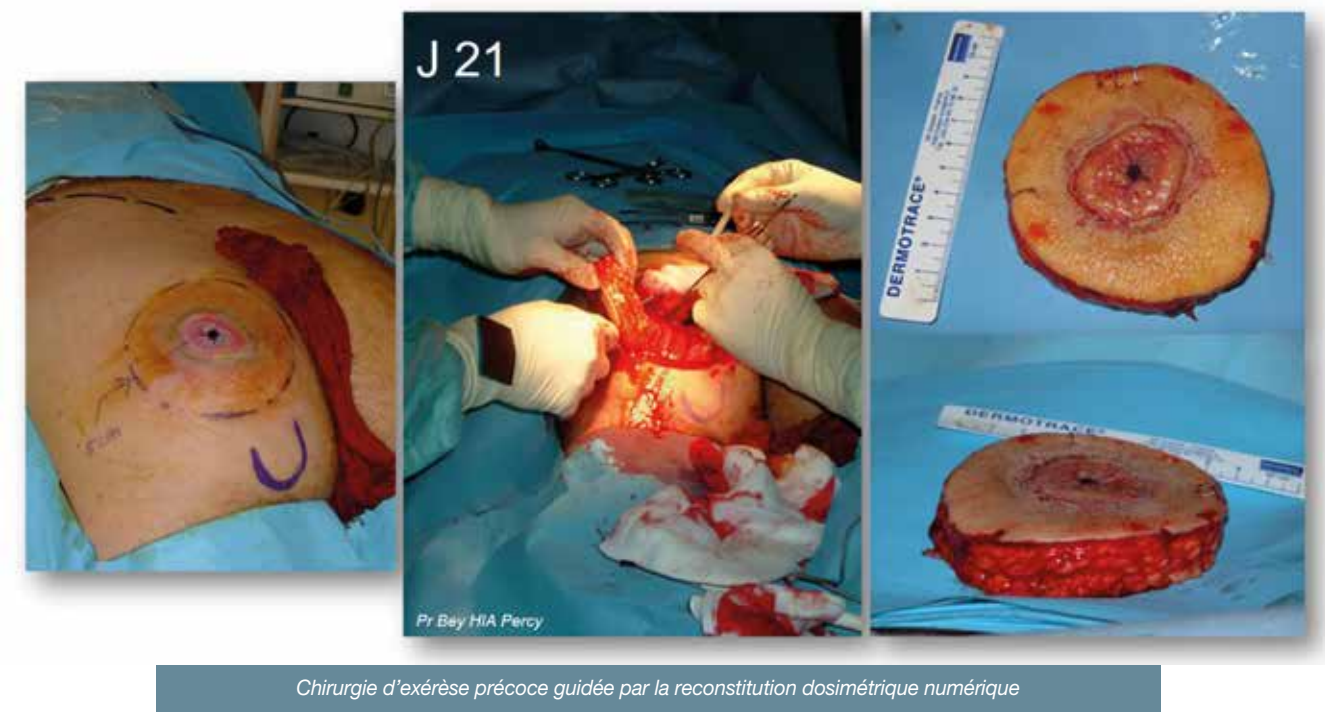 J 21
DERMOTRACE®
DERMOTRACE®
Pr Bey HIA Percy
Chirurgie d'exérèse précoce guidée par la reconstitution dosimétrique numérique